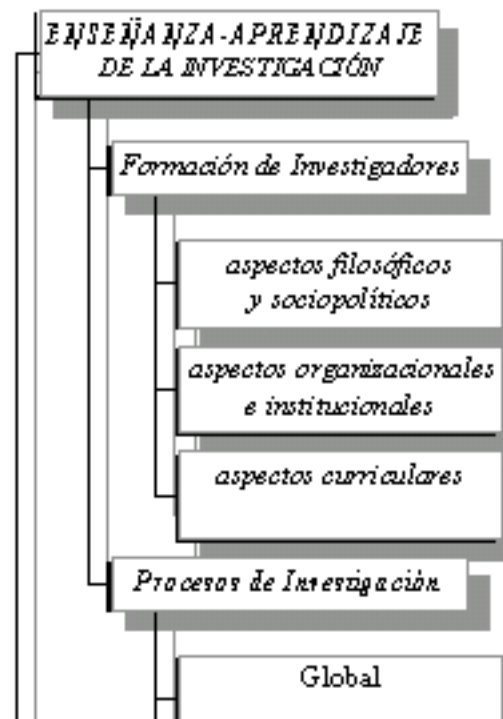 ENSEÑANZA-APRENDIZAJE
DE LA INVESTIGACIÓN
Formación de Investigadores
aspectos filosóficos
y sociopolíticos
aspectos organizacionales
e institucionales
aspectos curriculares
Procesos de Investigación
Global